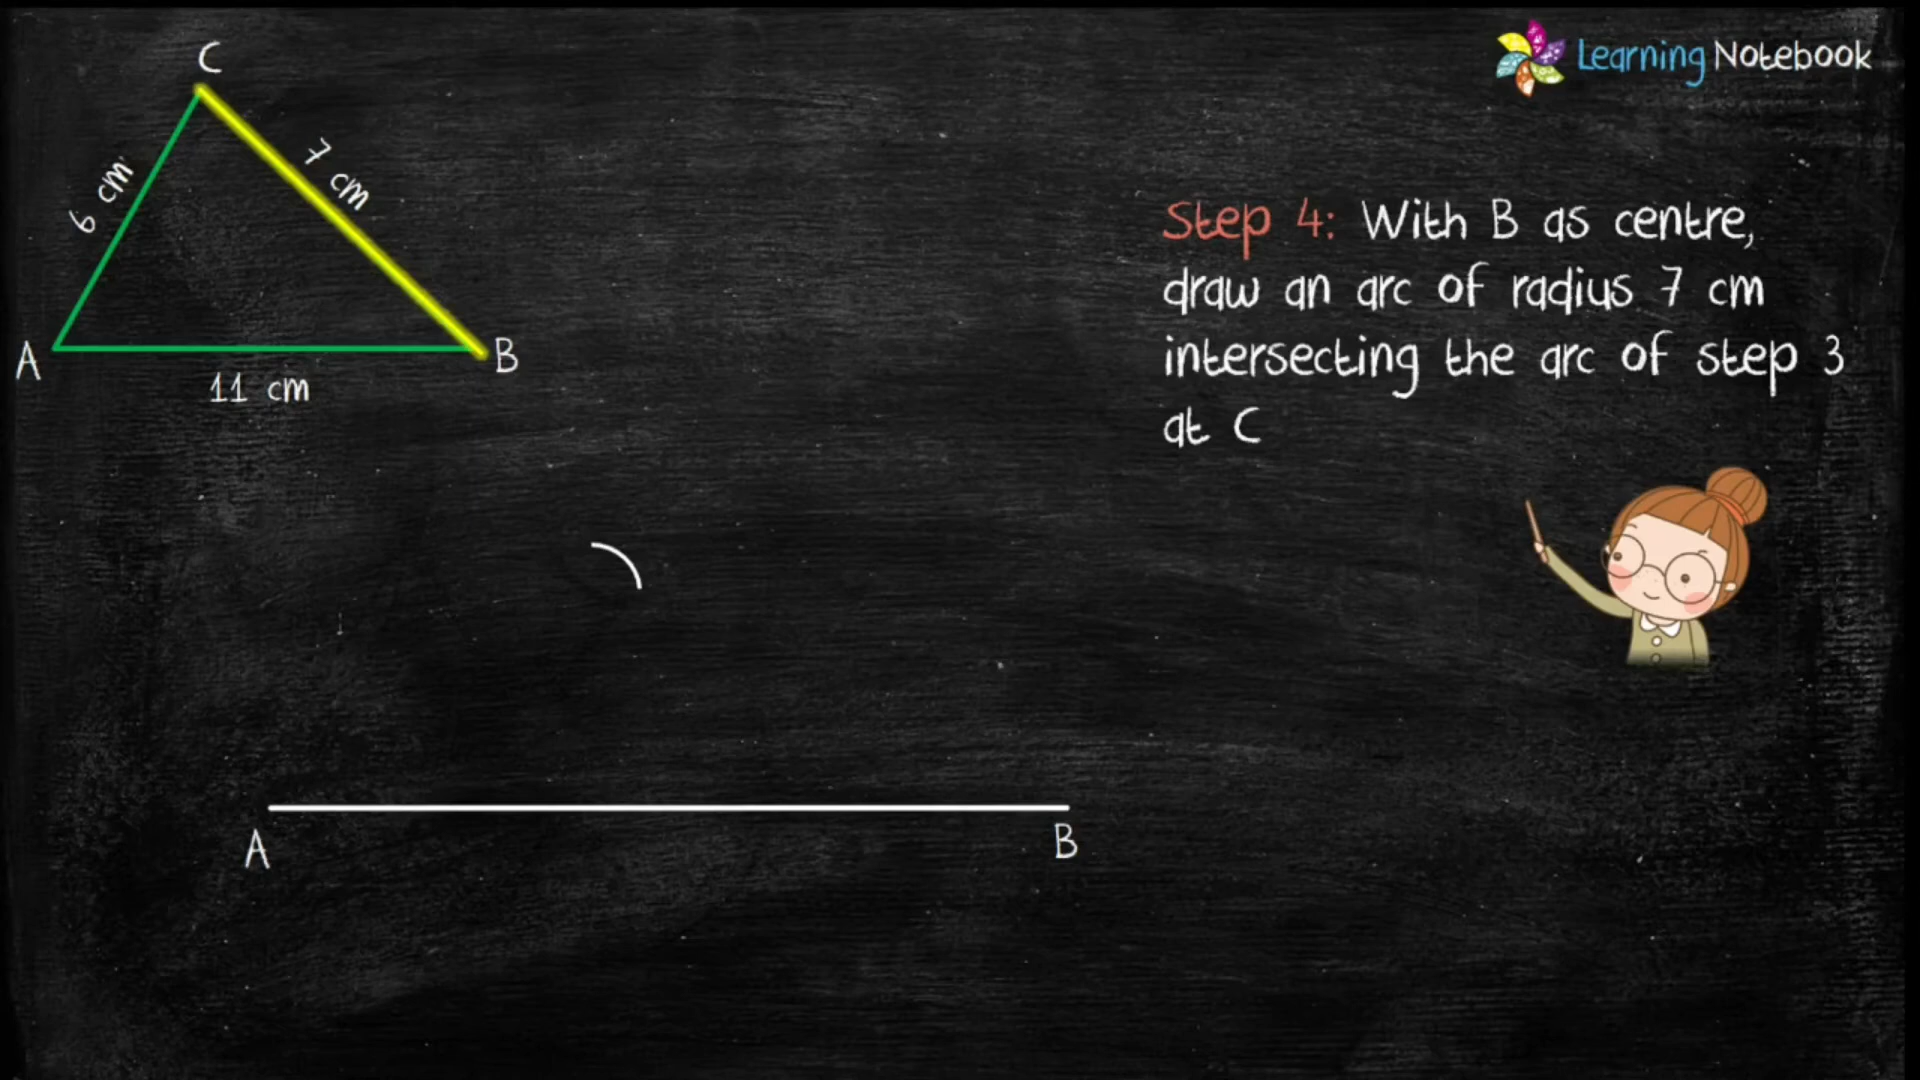 Learning Notebook
C
6 cm
7 cm
A
B
11 cm
Step 4: With B as centre,
draw an arc of radius 7 cm
intersecting the arc of step 3
at C
A
B